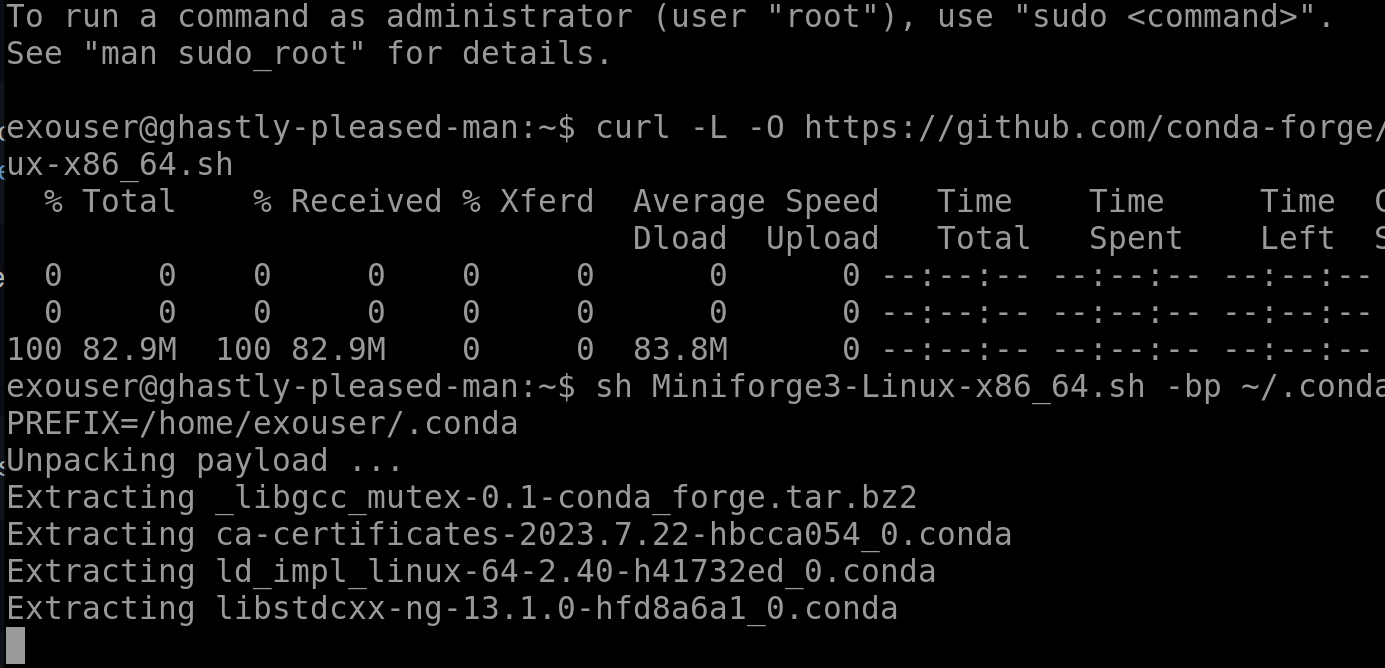 To run a command as administrator (user "root"), use "sudo <command>".
See "man sudo_root" for details.
exouser@ghastly-pleased-man:~$ curl -L -O https://github.com/conda-forge/
ux-x86_64.sh
% Total % Received % Xferd Average Speed Time Time Time
Dload Upload Total Spent Left
0 0 0 0 0 0 0 0 --:--:-- --:--:-- --:--:--
0 0 0 0 0 0 0 0 --:--:-- --:--:-- --:--:--
100 82.9M 100 82.9M 0 0 83.8M 0 --:--:-- --:--:-- --:--:--
exouser@ghastly-pleased-man:~$ sh Miniforge3-Linux-x86_64.sh -bp ~/.conda
PREFIX=/home/exouser/.conda
Unpacking payload ...
Extracting _libgcc_mutex-0.1-conda_forge.tar.bz2
Extracting ca-certificates-2023.7.22-hbcca054_0.conda
Extracting ld_impl_linux-64-2.40-h41732ed_0.conda
Extracting libstdcxx-ng-13.1.0-hfd8a6a1_0.conda